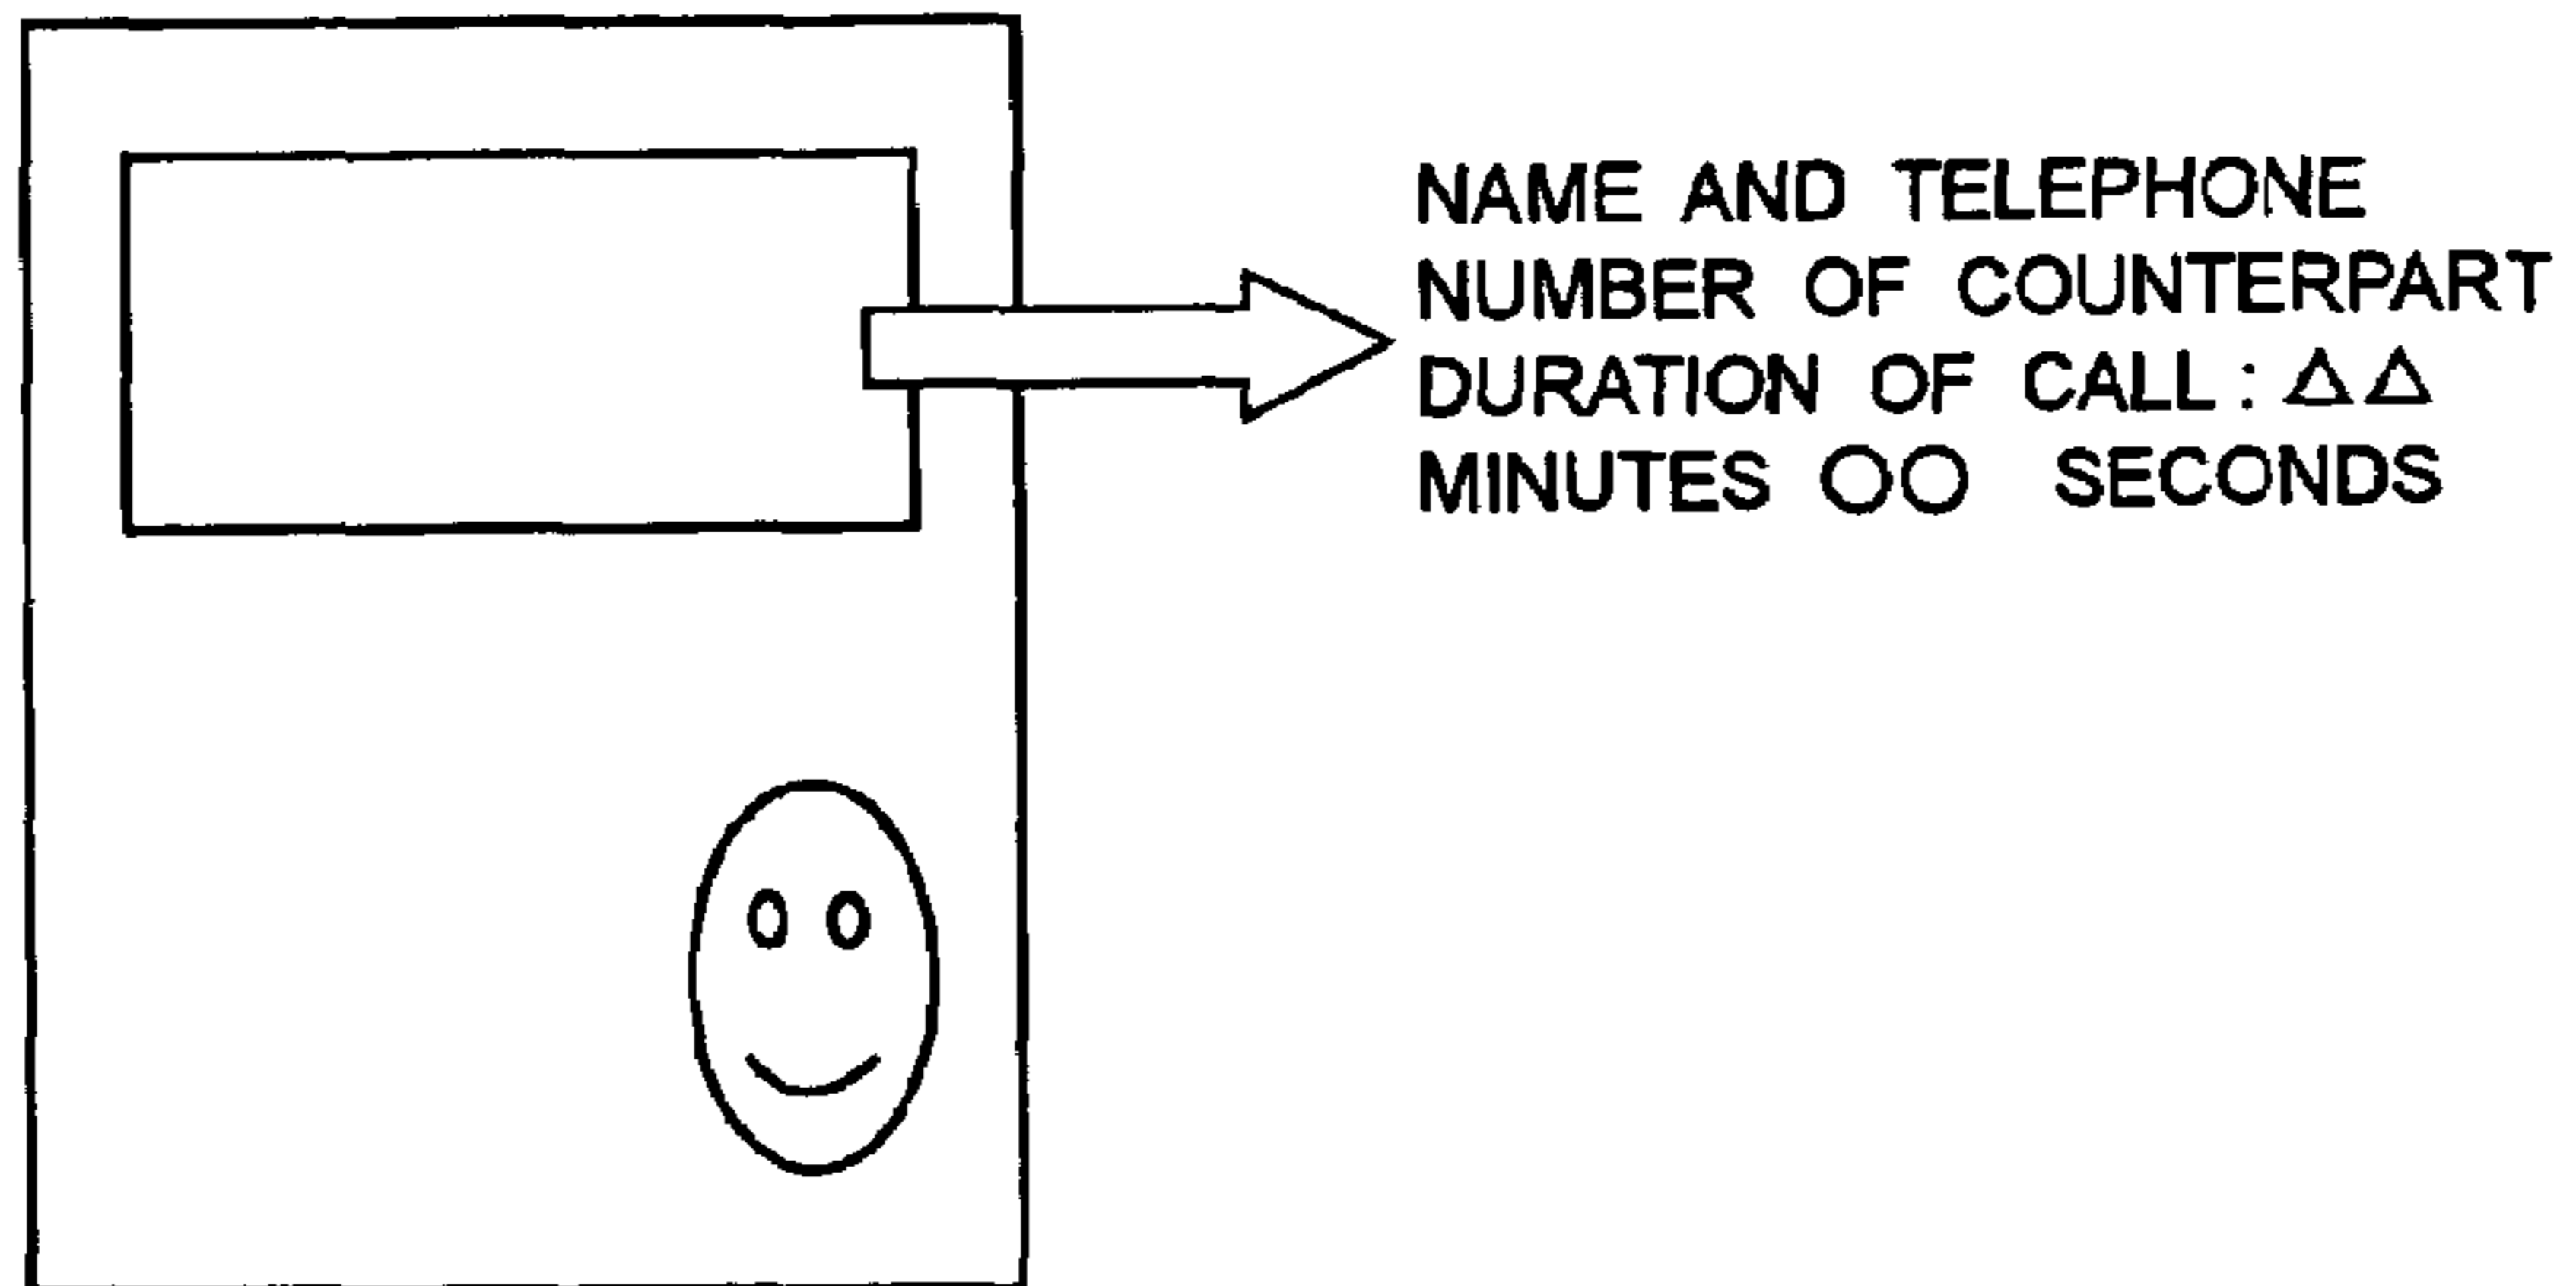 NAME AND TELEPHONE
NUMBER OF COUNTERPART
DURATION OF CALL : △△
MINUTES ○○ SECONDS